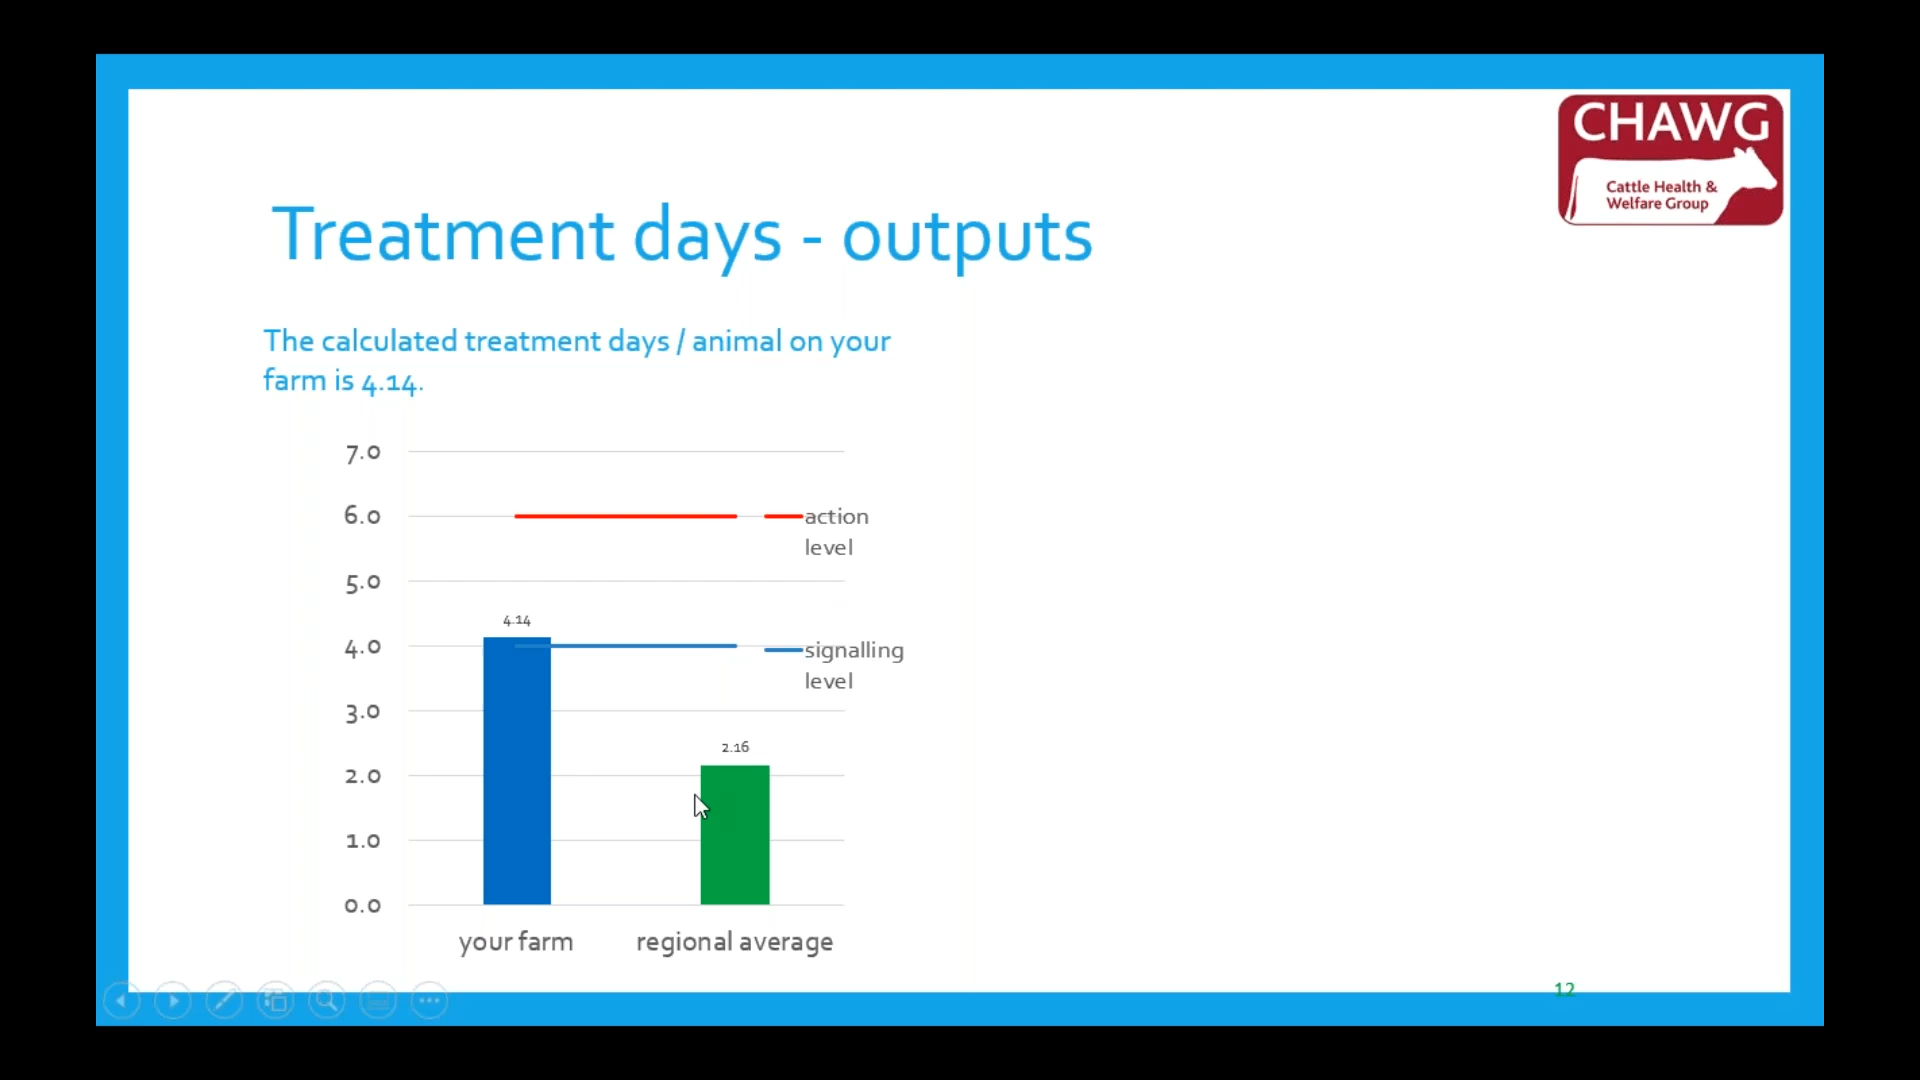 CHAWG
Cattle Health &
Welfare Group
Treatment days - outputs
The calculated treatment days / animal on your
farm is 4.14.
7.0
6.0
action
level
5.0
4.14
4.0
signalling
level
3.0
2.16
2.0
1.0
0.0
your farm
regional average
12